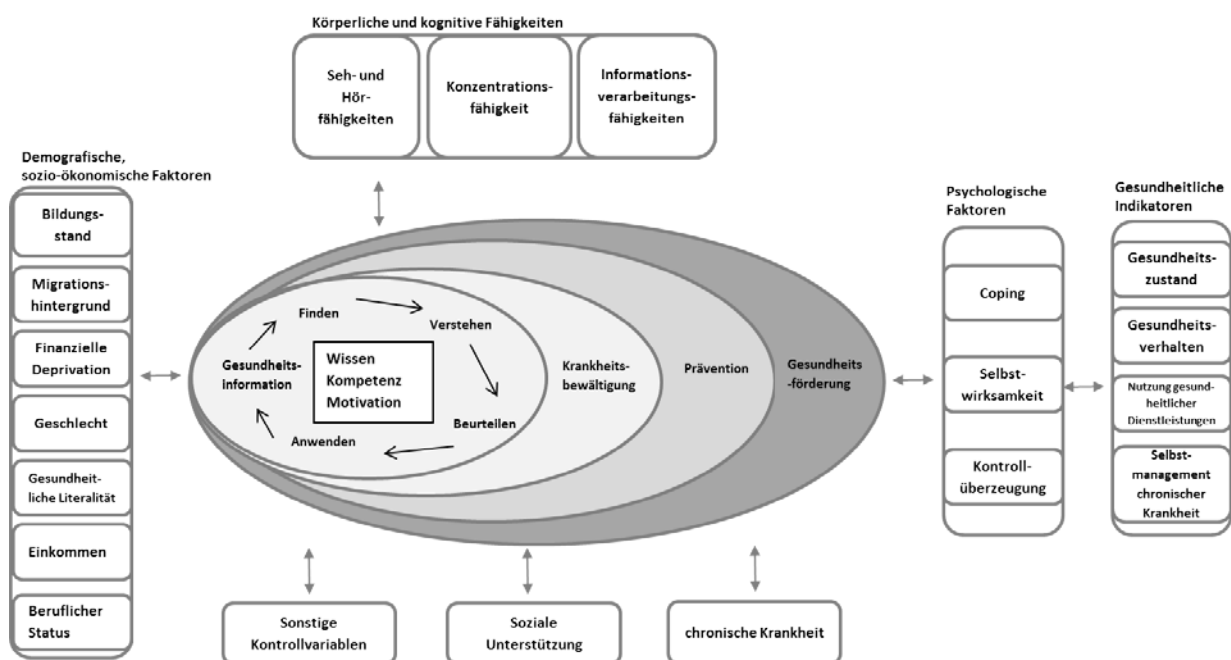 Körperliche und kognitive Fähigkeiten
Seh- und
Hör-
fähigkeiten
Konzentrations-
fähigkeit
Informations-
verarbeitungs-
fähigkeiten
Demografische,
sozio-ökonomische Faktoren
Bildungs-
stand
Migrations-
hintergrund
Finanzielle
Deprivation
Geschlecht
Gesundheit-
liche Literalität
Einkommen
Beruflicher
Status
Finden
Verstehen
Gesundheits-
information
Wissen
Kompetenz
Motivation
Beurteilen
Anwenden
Krankheits-
bewältigung
Prävention
Gesundheits
-förderung
Psychologische
Faktoren
Coping
Selbst-
wirksamkeit
Kontroll-
überzeugung
Gesundheitliche
Indikatoren
Gesundheits-
zustand
Gesundheits-
verhalten
Nutzung gesund-
heitlicher
Dienstleistungen
Selbst-
management
chronischer
Krankheit
Sonstige
Kontrollvariablen
Soziale
Unterstützung
chronische Krankheit